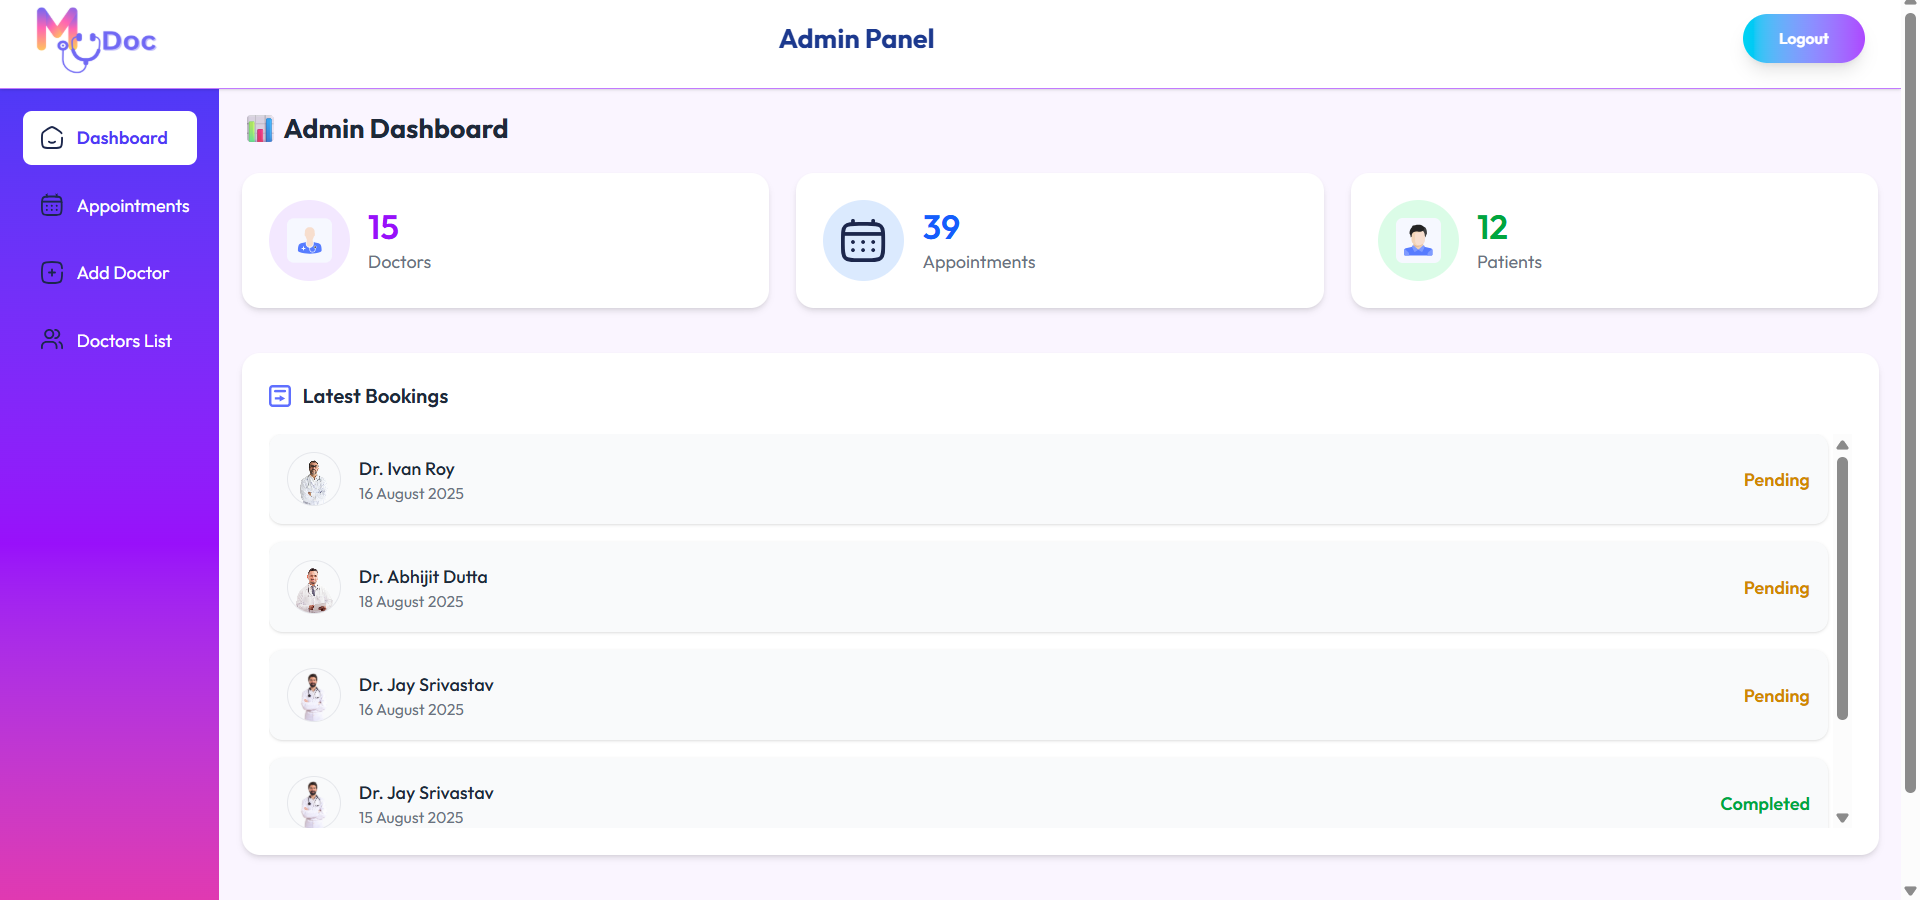 MyDoc
Admin Panel
Logout
Dashboard
Appointments
Add Doctor
Doctors List
Admin Dashboard
15
Doctors
39
Appointments
12
Patients
Latest Bookings
Dr. Ivan Roy
16 August 2025
Pending
Dr. Abhijit Dutta
18 August 2025
Pending
Dr. Jay Srivastav
16 August 2025
Pending
Dr. Jay Srivastav
15 August 2025
Completed